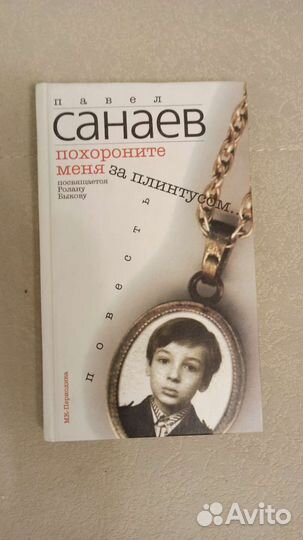 павел
САНАЕВ
похороните
меня за плинтусом...
посвящается
Ролану
Быкову
повесть
МК-Периодика
Avito